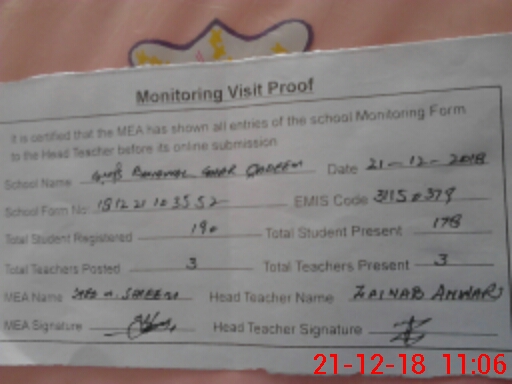 Monitoring Visit Proof
It is certified that the MEA has shown all entries of the school Monitoring Form
to the Head Teacher before its online submission
School Name Date 21-12-2018
School Form No 181221103552 EMIS Code 31150379
Total Student Registered 190 Total Student Present 178
Total Teachers Posted 3 Total Teachers Present 3
MEA Name Head Teacher Name ZAINAB ANWAR
MEA Signature Head Teacher Signature
21-12-18 11:06